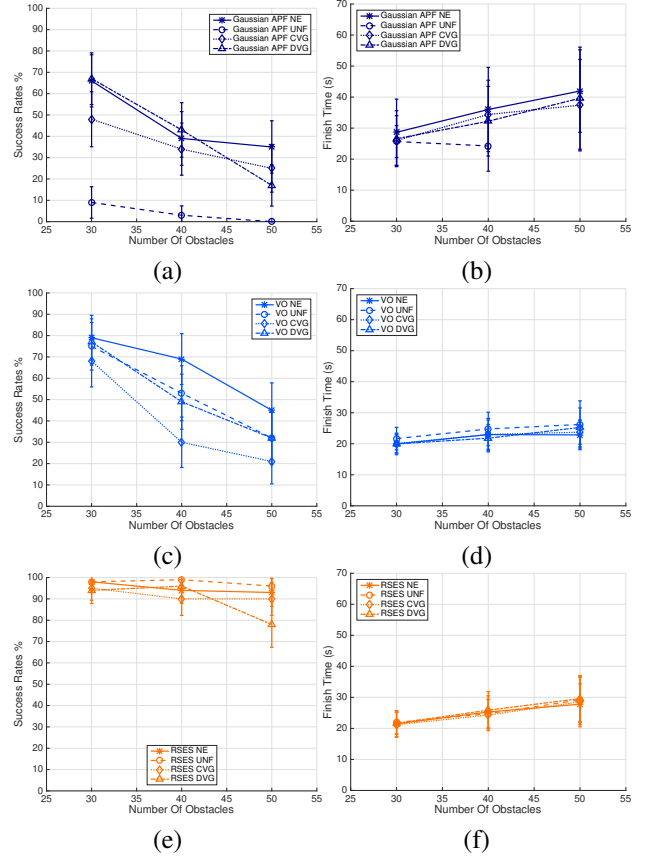 100
90
80
70
60
50
40
30
20
10
0
Success Rates %
25 30 35 40 45 50 55
Number Of Obstacles
Gaussian APF NE
Gaussian APF UNF
Gaussian APF CVG
Gaussian APF DVG
(a)
70
60
50
40
30
20
10
0
Finish Time (s)
25 30 35 40 45 50 55
Number Of Obstacles
Gaussian APF NE
Gaussian APF UNF
Gaussian APF CVG
Gaussian APF DVG
(b)
100
90
80
70
60
50
40
30
20
10
0
Success Rates %
25 30 35 40 45 50 55
Number Of Obstacles
VO NE
VO UNF
VO CVG
VO DVG
(c)
70
60
50
40
30
20
10
0
Finish Time (s)
25 30 35 40 45 50 55
Number Of Obstacles
VO NE
VO UNF
VO CVG
VO DVG
(d)
100
90
80
70
60
50
40
30
20
10
0
Success Rates %
25 30 35 40 45 50 55
Number Of Obstacles
RSES NE
RSES UNF
RSES CVG
RSES DVG
(e)
70
60
50
40
30
20
10
0
Finish Time (s)
25 30 35 40 45 50 55
Number Of Obstacles
RSES NE
RSES UNF
RSES CVG
RSES DVG
(f)